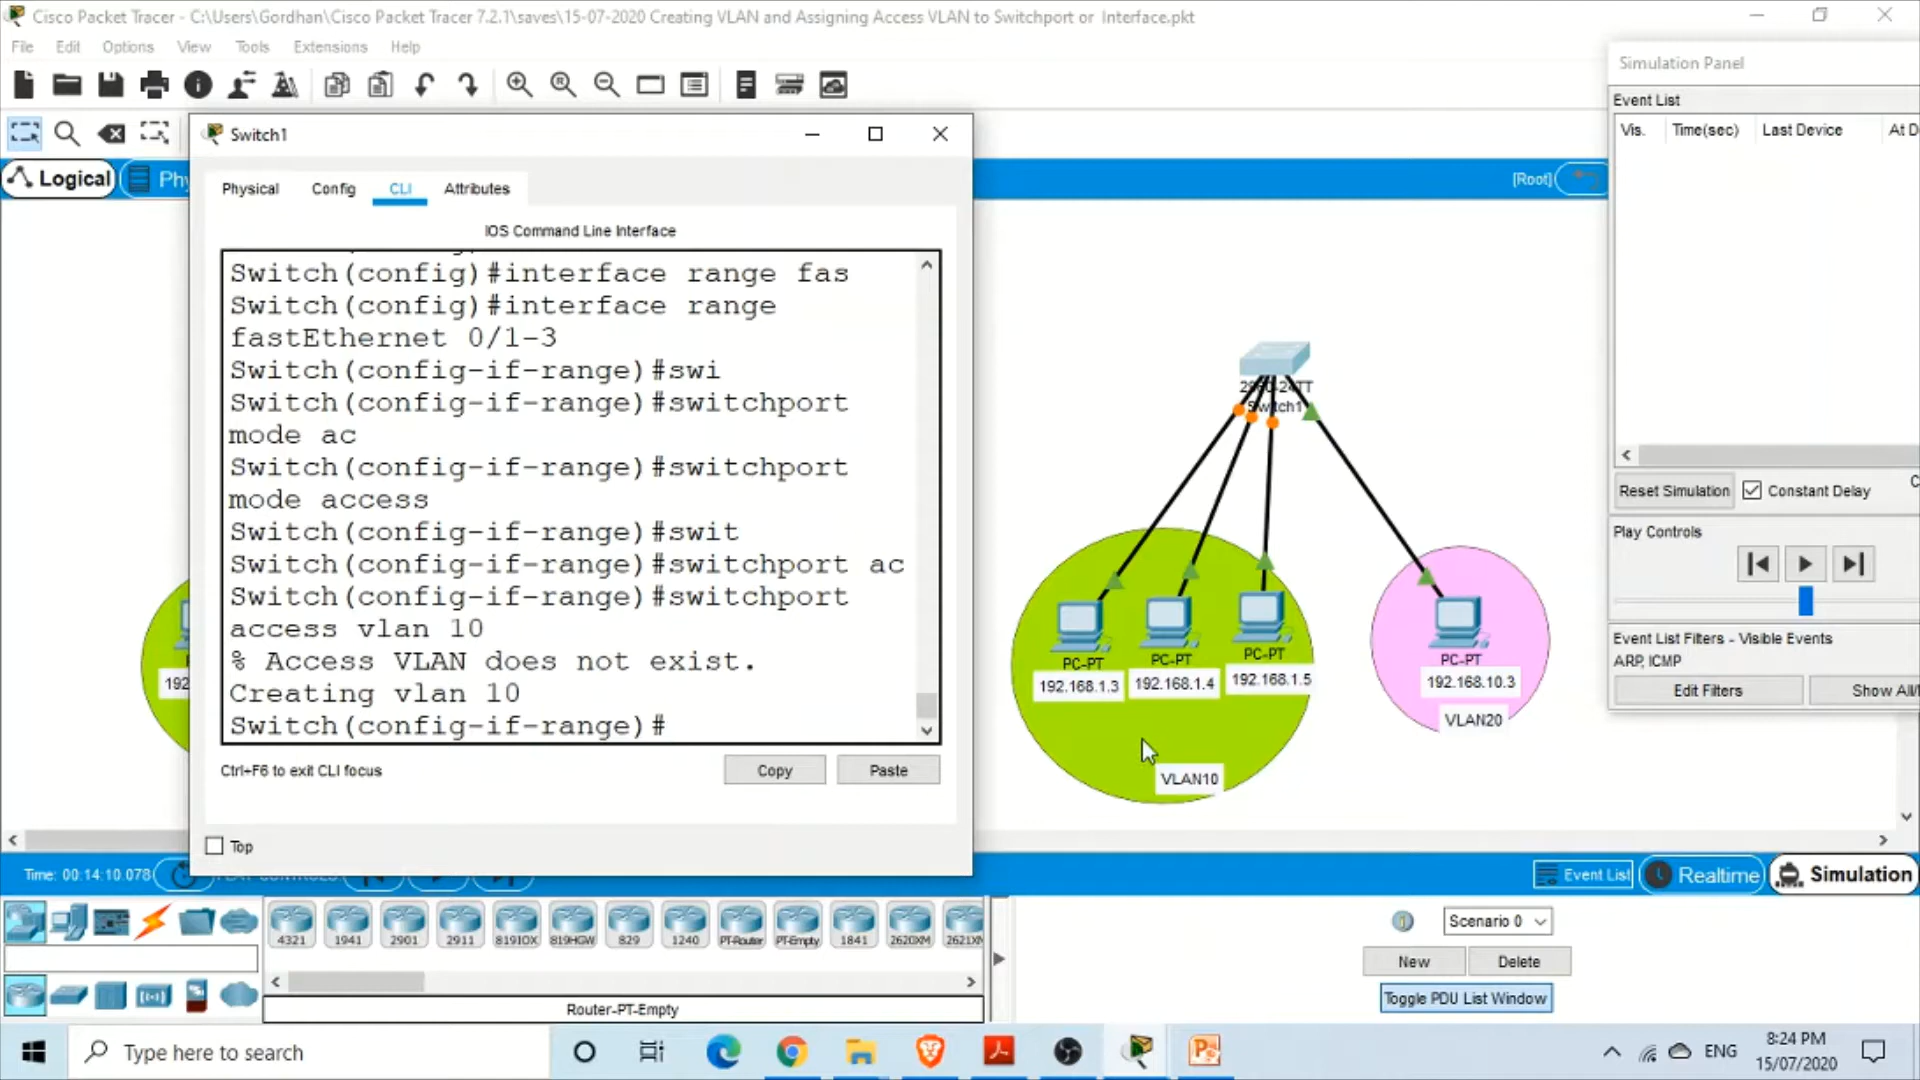 Cisco Packet Tracer - C:\Users\Gordhan\Cisco Packet Tracer 7.2.1\saves\15-07-2020 Creating VLAN and Assigning Access VLAN to Switchport or Interface.pkt
File Edit Options View Tools Extensions Help
Simulation Panel
Event List
Vis. Time(sec) Last Device At D
Switch1
Logical
Phy
[Root]
Physical Config CLI Attributes
IOS Command Line Interface
Switch(config)#interface range fas
Switch(config)#interface range
fastEthernet 0/1-3
Switch(config-if-range)#swi
Switch(config-if-range)#switchport
mode ac
Switch(config-if-range)#switchport
mode access
Switch(config-if-range)#swit
Switch(config-if-range)#switchport ac
Switch(config-if-range)#switchport
access vlan 10
% Access VLAN does not exist.
Creating vlan 10
Switch(config-if-range)#
Ctrl+F6 to exit CLI focus
Copy
Paste
Top
192
2960-24TT
Switch1
PC-PT
192.168.1.3
PC-PT
192.168.1.4
PC-PT
192.168.1.5
VLAN10
PC-PT
192.168.10.3
VLAN20
Reset Simulation
Constant Delay
C
Play Controls
Event List Filters - Visible Events
ARP, ICMP
Edit Filters
Show All/
Time: 00:14:10.078
PLAY CONTROLS:
Event List
Realtime
Simulation
4321 1941 2901 2911 819IOX 819HGW 829 1240 PT-Router PT-Empty 1841 2620XM 2621XM
Router-PT-Empty
Scenario 0
New
Delete
Toggle PDU List Window
Type here to search
ENG
8:24 PM
15/07/2020